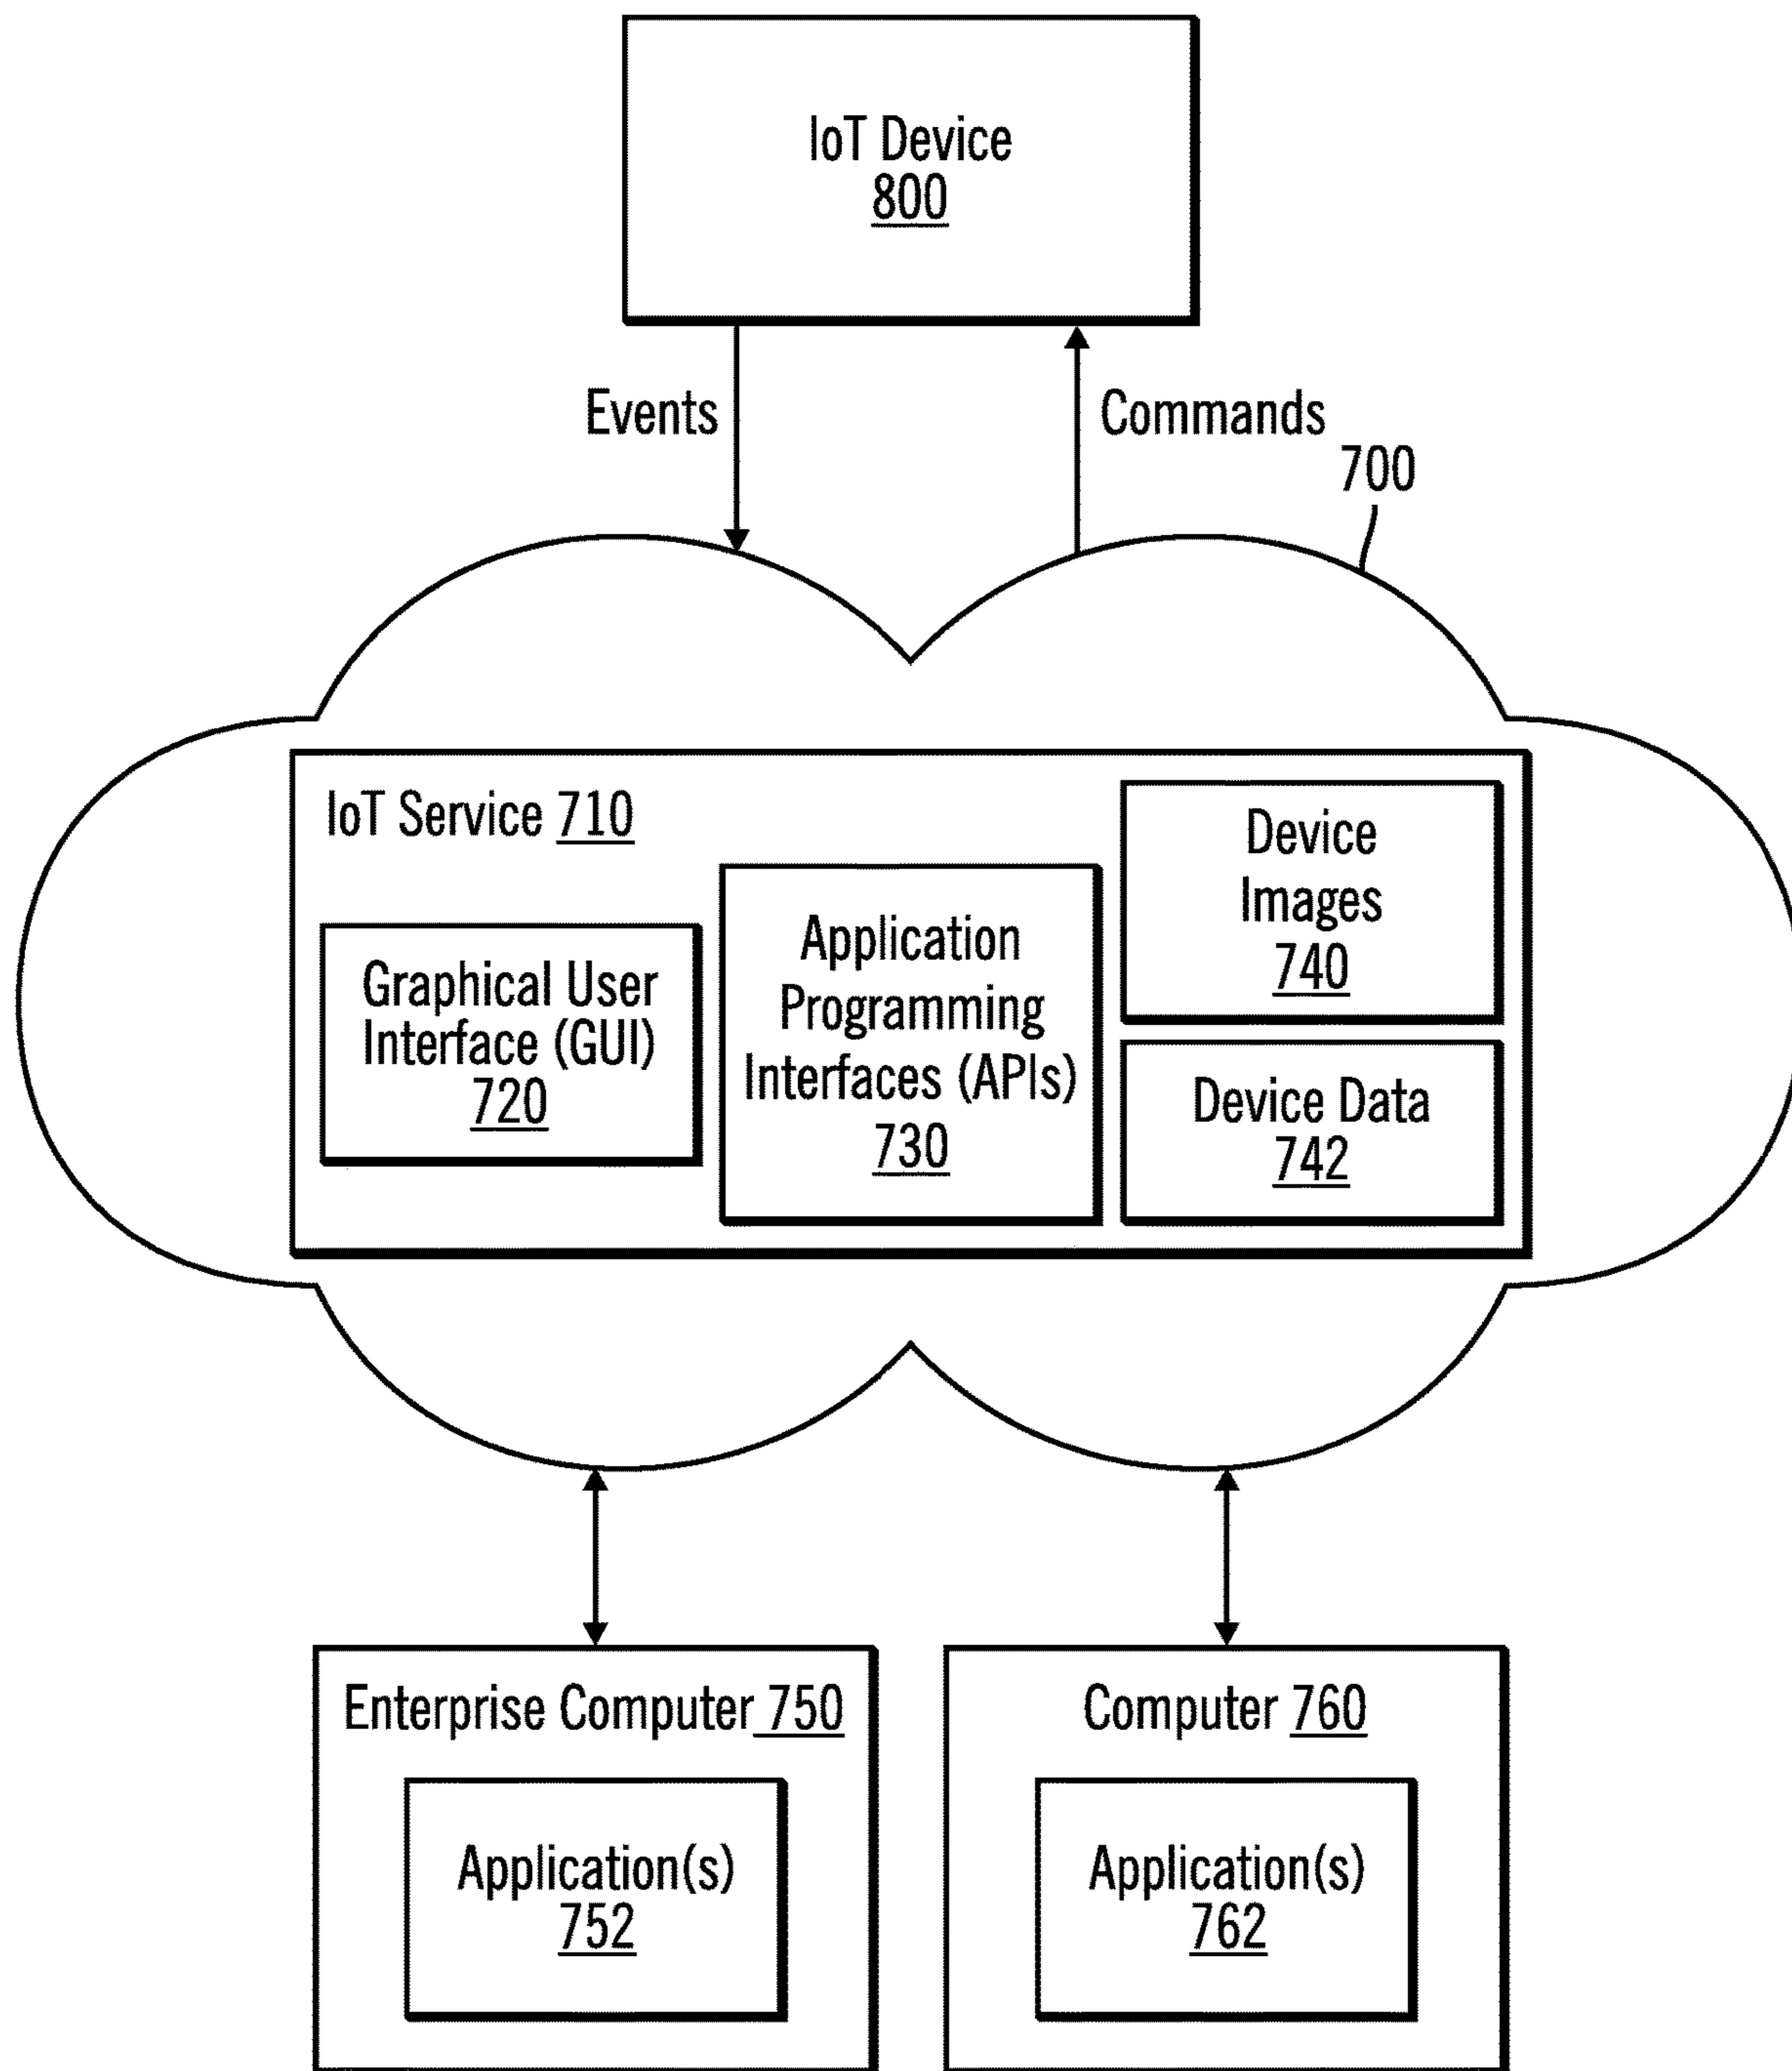 IoT Device
800
Events
Commands
700
IoT Service 710
Graphical User
Interface (GUI)
720
Application
Programming
Interfaces (APIs)
730
Device
Images
740
Device Data
742
Enterprise Computer 750
Application(s)
752
Computer 760
Application(s)
762